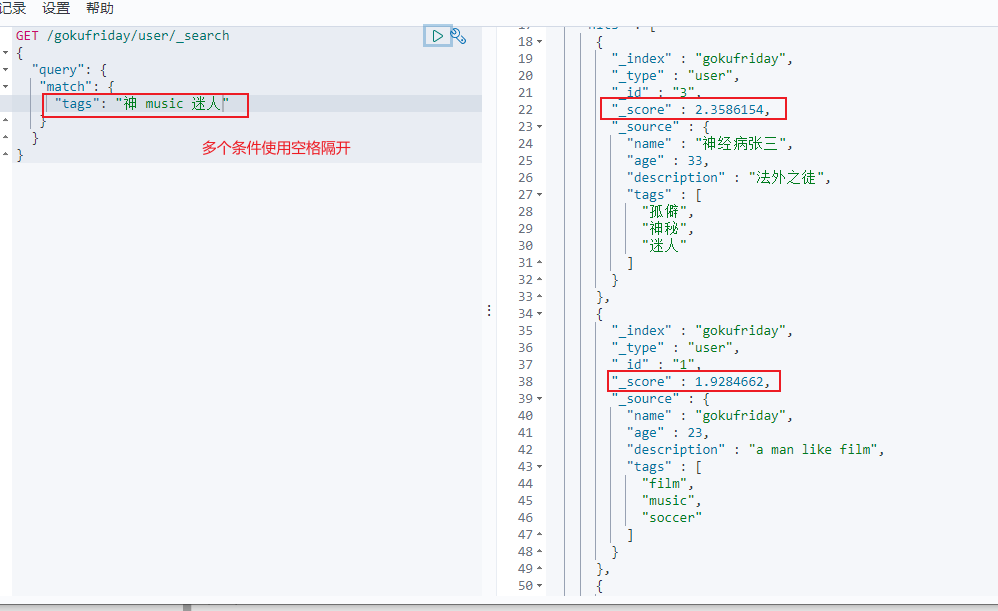 记录 设置 帮助
GET /gokufriday/user/_search
{
"query": {
"match": {
"tags": "神 music 迷人"
}
}
}
多个条件使用空格隔开
18 {
19 "_index" : "gokufriday",
20 "_type" : "user",
21 "_id" : "3",
22 "_score" : 2.3586154,
23 "_source" : {
24 "name" : "神经病张三",
25 "age" : 33,
26 "description" : "法外之徒",
27 "tags" : [
28 "孤僻",
29 "神秘",
30 "迷人"
31 ]
32 }
33 },
34 {
35 "_index" : "gokufriday",
36 "_type" : "user",
37 "_id" : "1",
38 "_score" : 1.9284662,
39 "_source" : {
40 "name" : "gokufriday",
41 "age" : 23,
42 "description" : "a man like film",
43 "tags" : [
44 "film",
45 "music",
46 "soccer"
47 ]
48 }
49 },
50 {